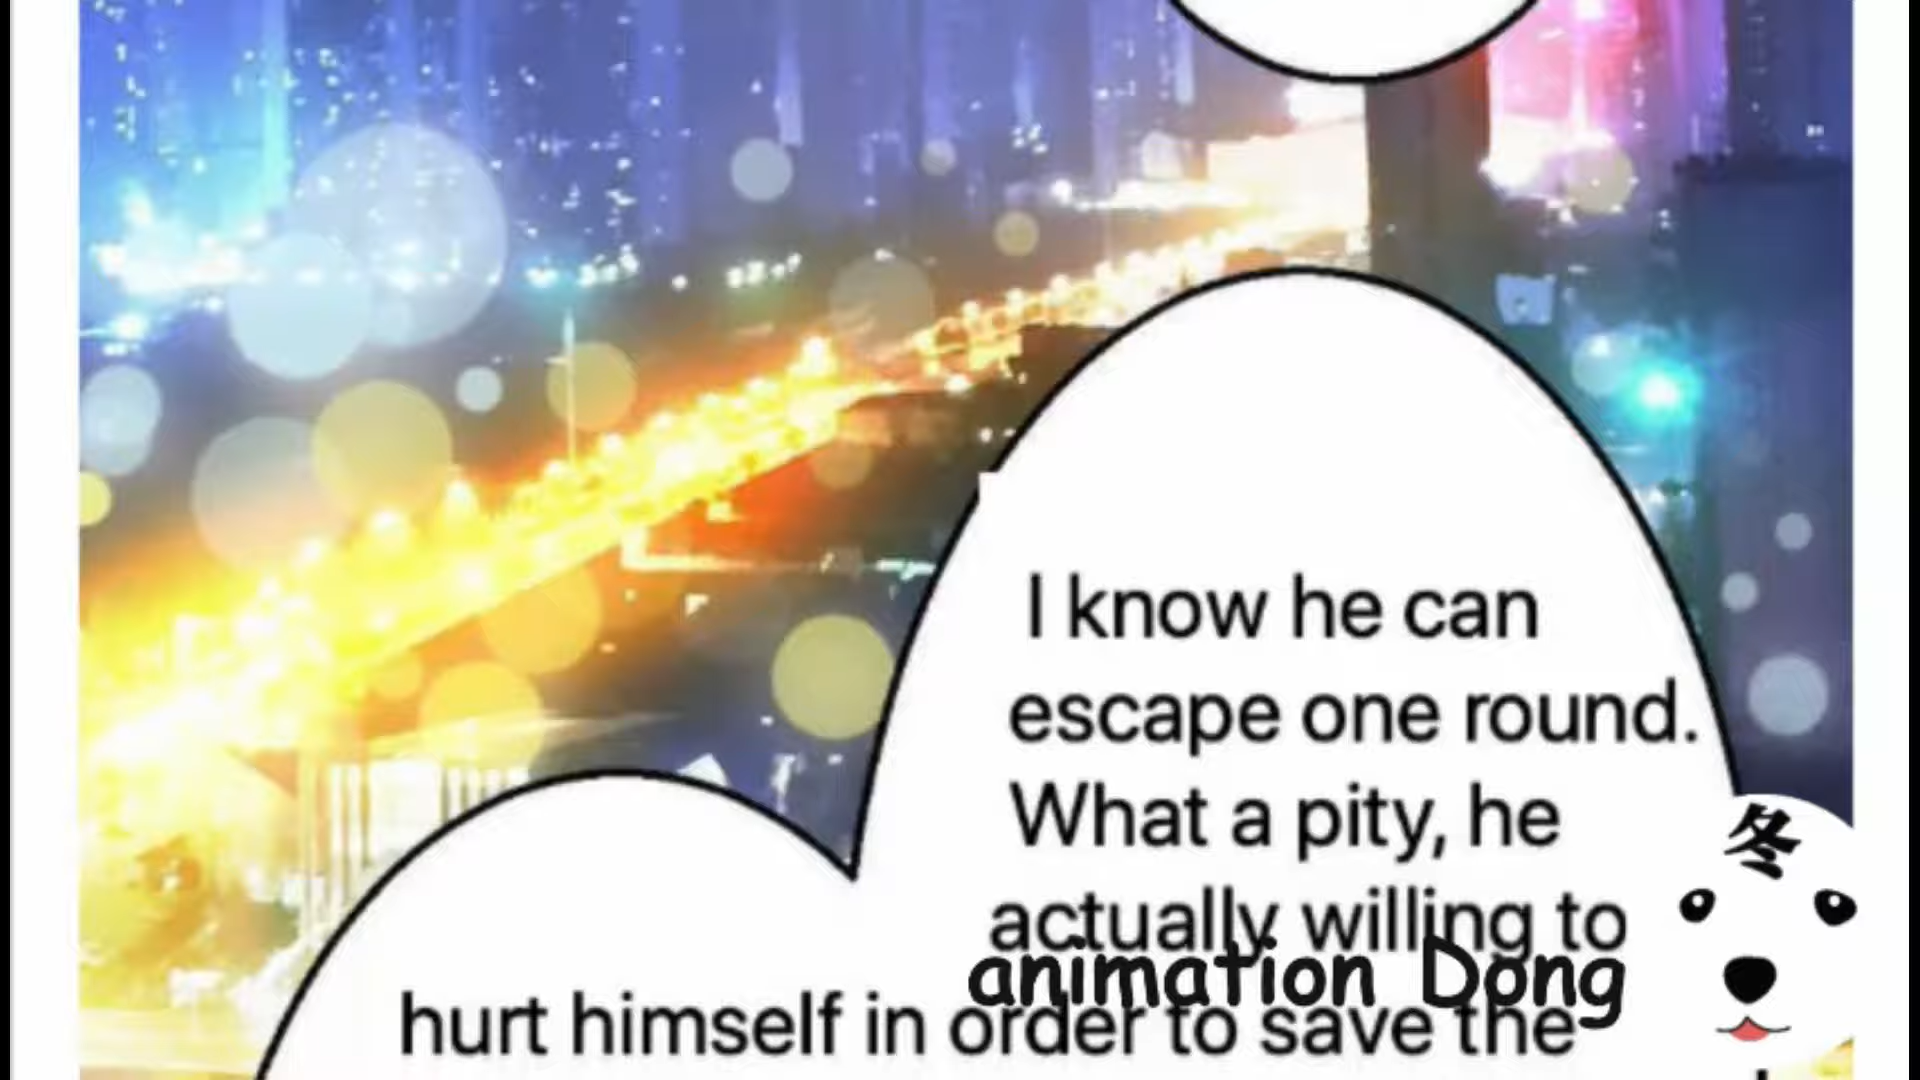 I know he can
escape one round.
What a pity, he
actually willing to
hurt himself in order to save the
animation Dong
冬